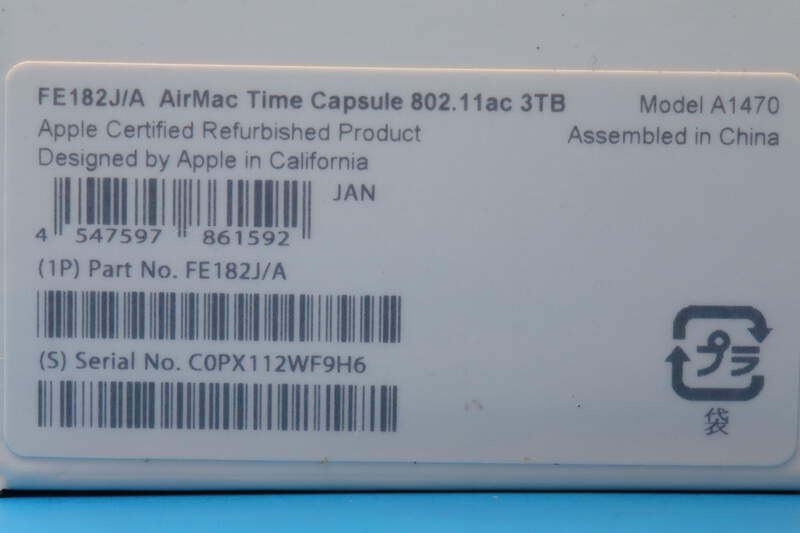 FE182J/A AirMac Time Capsule 802.11ac 3TB
Model A1470
Apple Certified Refurbished Product
Assembled in China
Designed by Apple in California
JAN
4 547597 861592
(1P) Part No. FE182J/A
(S) Serial No. C0PX112WF9H6
プラ
袋